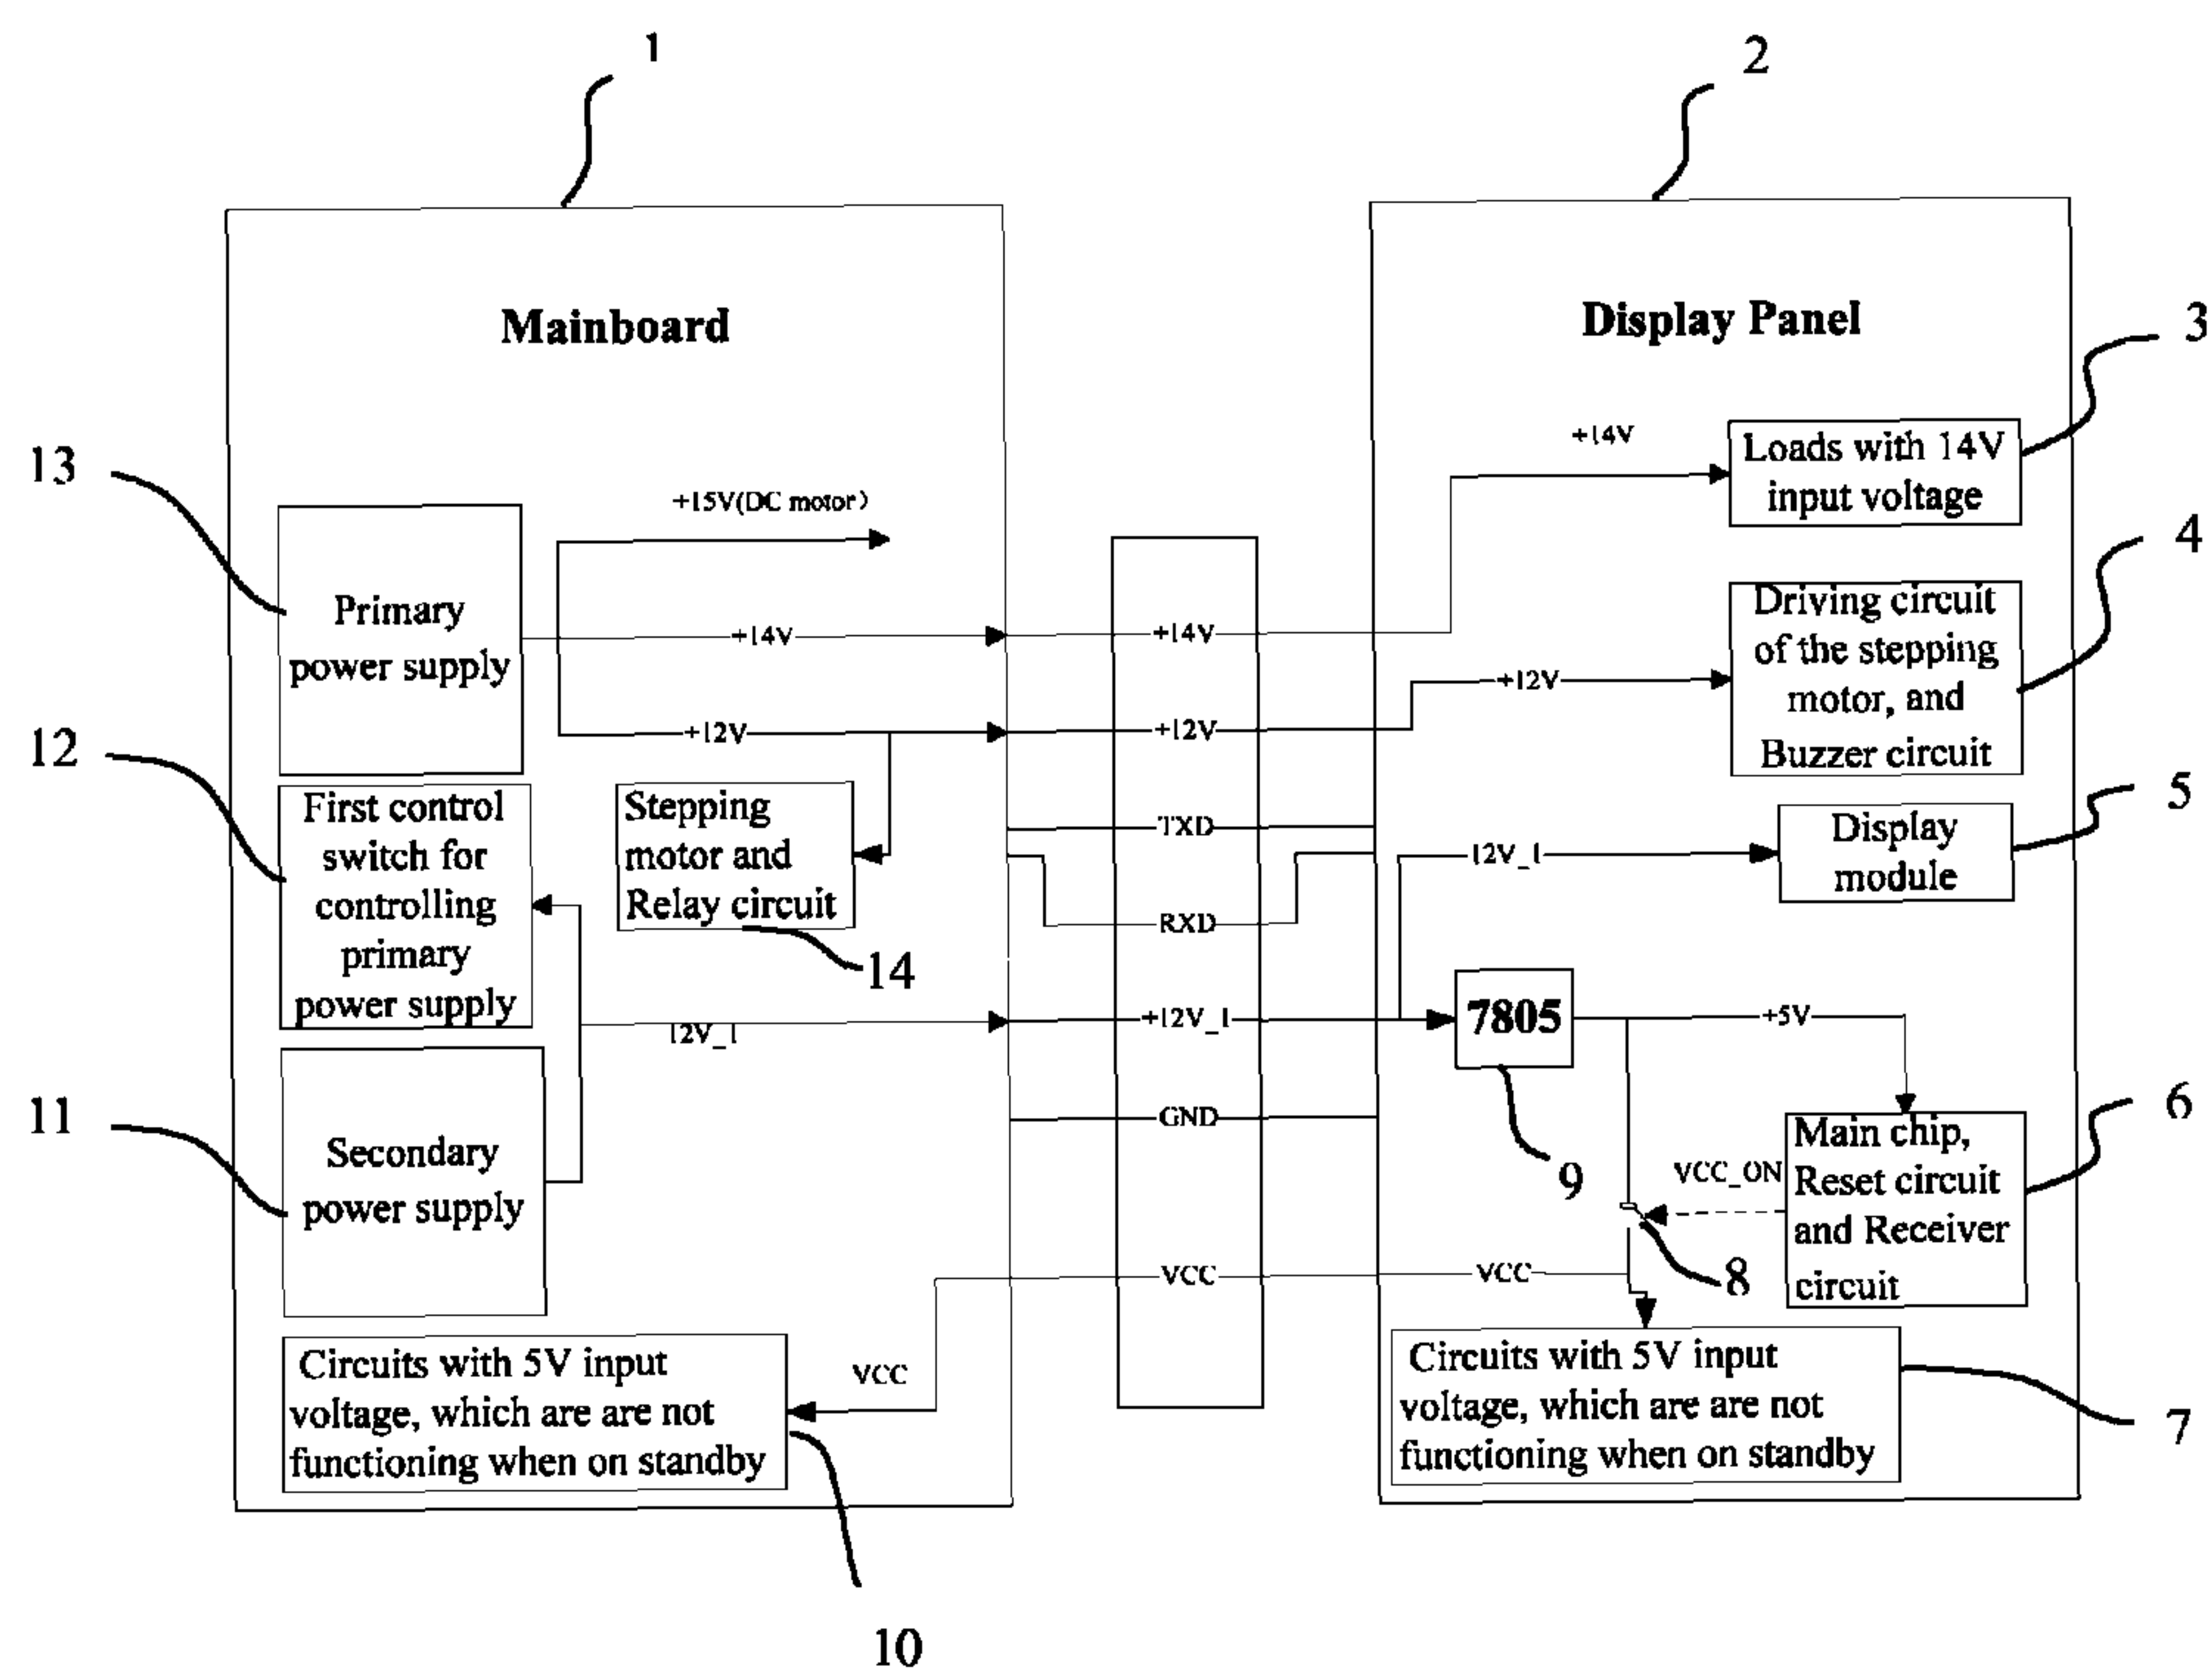 1
2
Mainboard
Display Panel
3
+14V
Loads with 14V
input voltage
13
+15V(DC motor)
4
Primary
power supply
+14V
+14V
Driving circuit
of the stepping
motor, and
Buzzer circuit
+12V
+12V
+12V
12
First control
switch for
controlling
primary
power supply
Stepping
motor and
Relay circuit
14
TXD
RXD
5
Display
module
12V_1
12V_1
+12V_1
7805
9
+5V
11
Secondary
power supply
GND
6
Main chip,
Reset circuit
and Receiver
circuit
VCC_ON
8
VCC
VCC
VCC
Circuits with 5V input
voltage, which are are not
functioning when on standby
10
Circuits with 5V input
voltage, which are are not
functioning when on standby
7